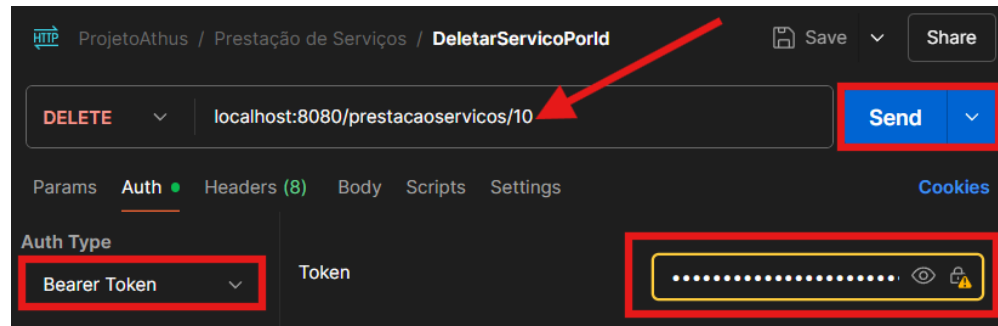 HTTP ProjetoAthus / Prestação de Serviços / DeletarServicoPorId Save Share
DELETE localhost:8080/prestacaoservicos/10 Send
Params Auth Headers (8) Body Scripts Settings Cookies
Auth Type
Bearer Token
Token
••••••••••••••••••••••